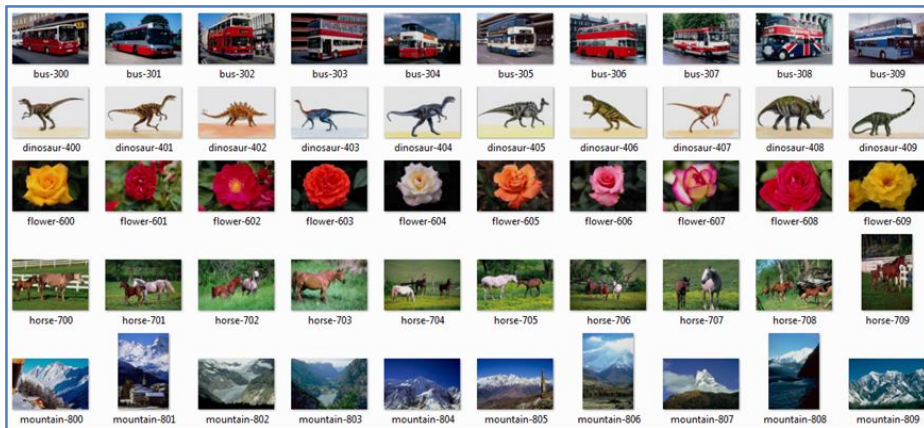 bus-300 bus-301 bus-302 bus-303 bus-304 bus-305 bus-306 bus-307 bus-308 bus-309
dinosaur-400 dinosaur-401 dinosaur-402 dinosaur-403 dinosaur-404 dinosaur-405 dinosaur-406 dinosaur-407 dinosaur-408 dinosaur-409
flower-600 flower-601 flower-602 flower-603 flower-604 flower-605 flower-606 flower-607 flower-608 flower-609
horse-700 horse-701 horse-702 horse-703 horse-704 horse-705 horse-706 horse-707 horse-708 horse-709
mountain-800 mountain-801 mountain-802 mountain-803 mountain-804 mountain-805 mountain-806 mountain-807 mountain-808 mountain-809